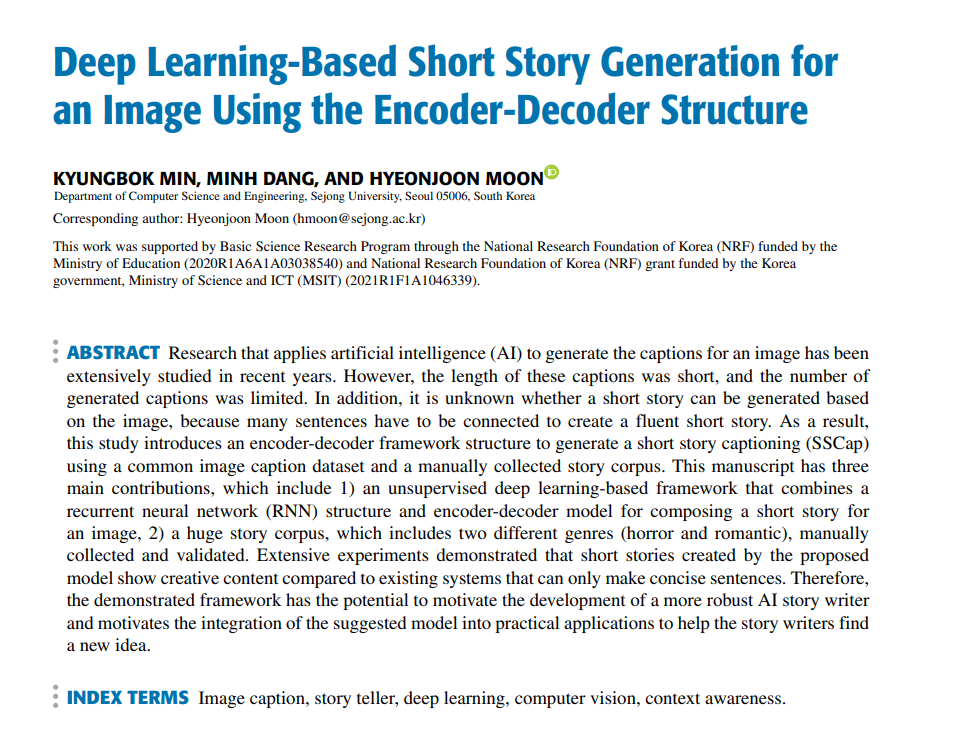 Deep Learning-Based Short Story Generation for
an Image Using the Encoder-Decoder Structure
KYUNGBOK MIN, MINH DANG, AND HYEONJOON MOON
Department of Computer Science and Engineering, Sejong University, Seoul 05006, South Korea
Corresponding author: Hyeonjoon Moon (hmoon@sejong.ac.kr)
This work was supported by Basic Science Research Program through the National Research Foundation of Korea (NRF) funded by the
Ministry of Education (2020R1A6A1A03038540) and National Research Foundation of Korea (NRF) grant funded by the Korea
government, Ministry of Science and ICT (MSIT) (2021R1F1A1046339).
ABSTRACT Research that applies artificial intelligence (AI) to generate the captions for an image has been
extensively studied in recent years. However, the length of these captions was short, and the number of
generated captions was limited. In addition, it is unknown whether a short story can be generated based
on the image, because many sentences have to be connected to create a fluent short story. As a result,
this study introduces an encoder-decoder framework structure to generate a short story captioning (SSCap)
using a common image caption dataset and a manually collected story corpus. This manuscript has three
main contributions, which include 1) an unsupervised deep learning-based framework that combines a
recurrent neural network (RNN) structure and encoder-decoder model for composing a short story for
an image, 2) a huge story corpus, which includes two different genres (horror and romantic), manually
collected and validated. Extensive experiments demonstrated that short stories created by the proposed
model show creative content compared to existing systems that can only make concise sentences. Therefore,
the demonstrated framework has the potential to motivate the development of a more robust AI story writer
and motivates the integration of the suggested model into practical applications to help the story writers find
a new idea.
INDEX TERMS Image caption, story teller, deep learning, computer vision, context awareness.